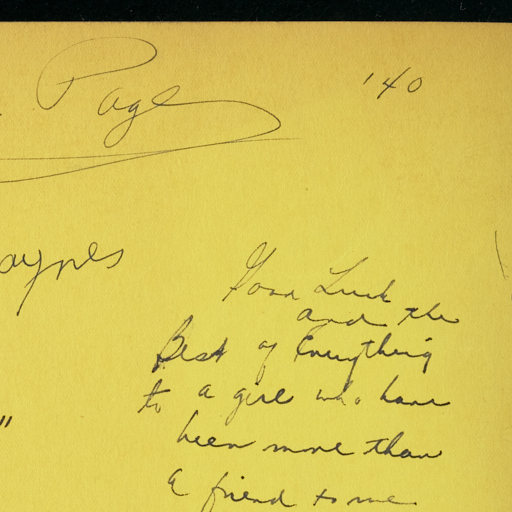 Page
'40
aynes
Good Luck
and the
Best of Everything
to a girl who have
been more than
a friend to me
"